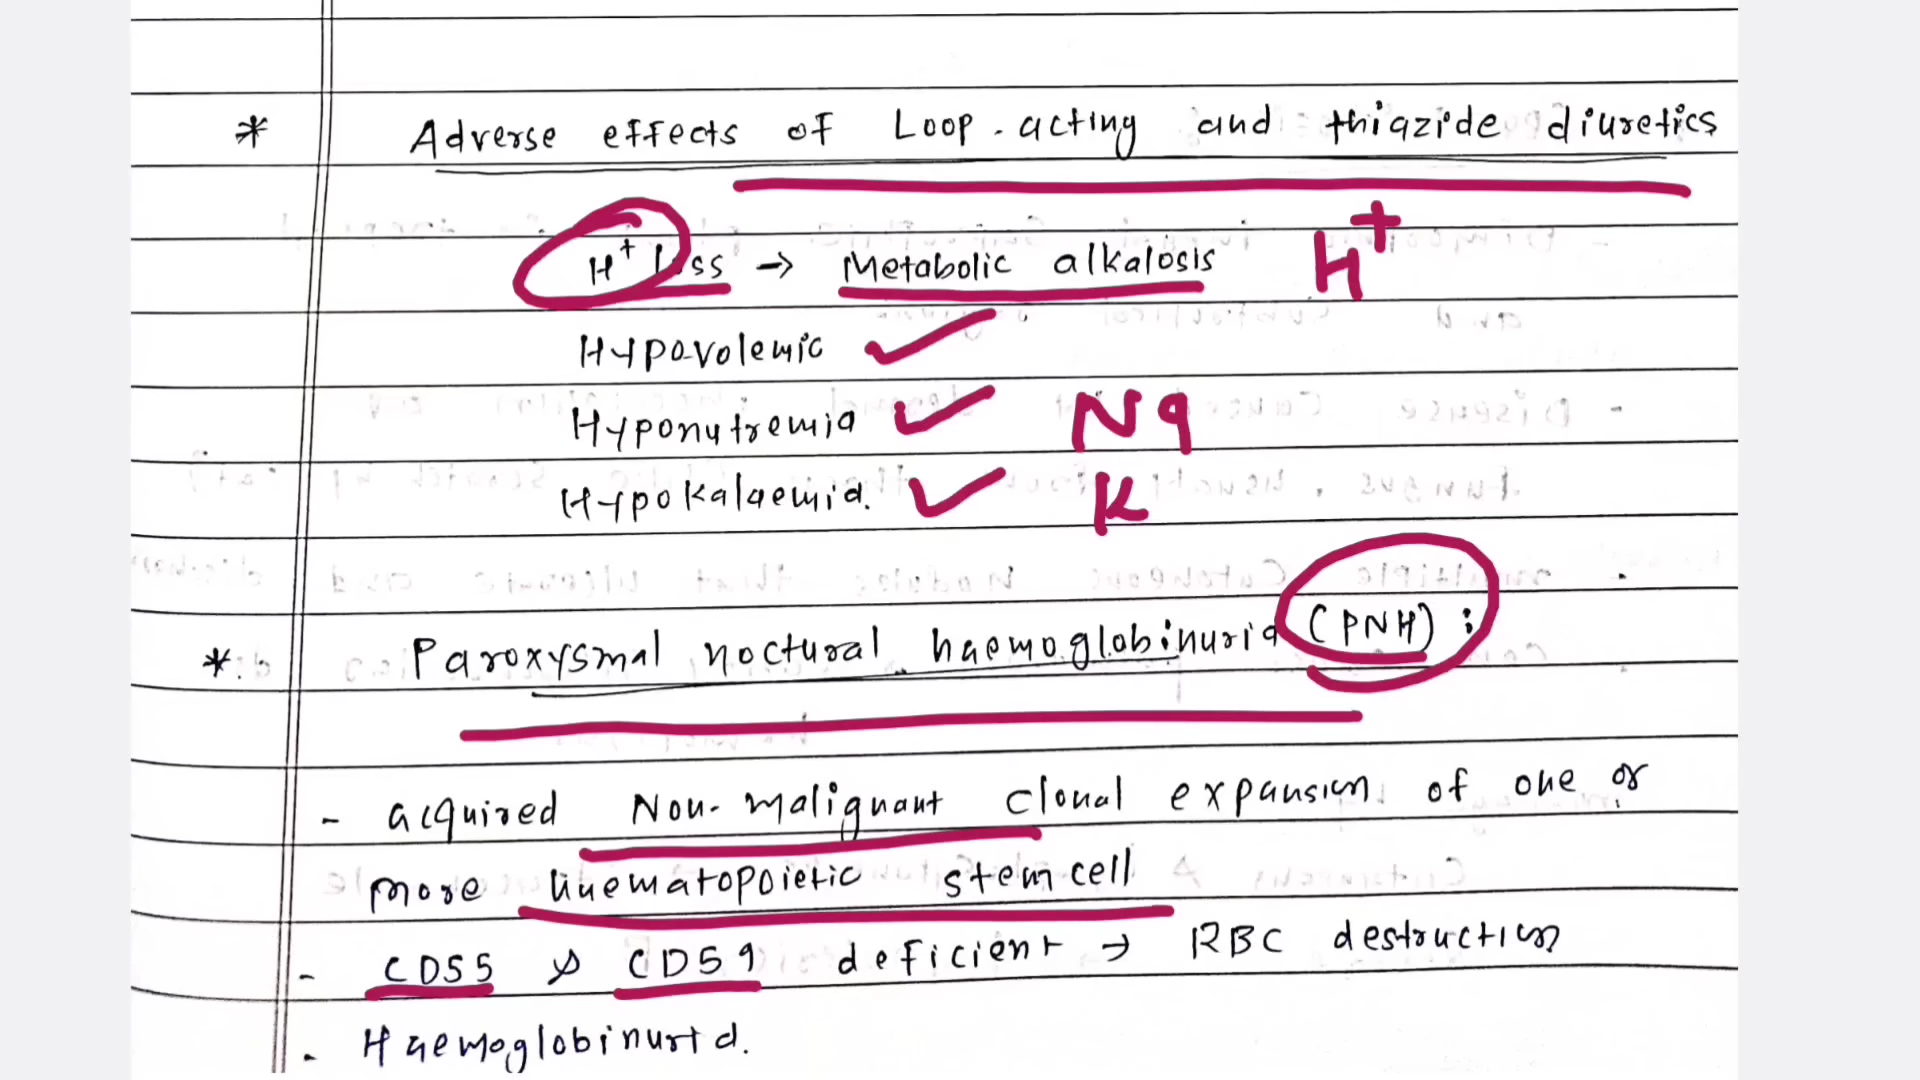 * Adverse effects of Loop-acting and thiazide diuretics
H+ loss → Metabolic alkalosis H+
Hypovolemic
Hyponutremia Na
Hypokalaemia. K
* Paroxysmal noctural haemoglobinuria (PNH):
- acquired Non-malignant clonal expansion of one or
more haematopoietic stem cell
- CD55 & CD59 deficient → RBC destruction
- Haemoglobinuria.